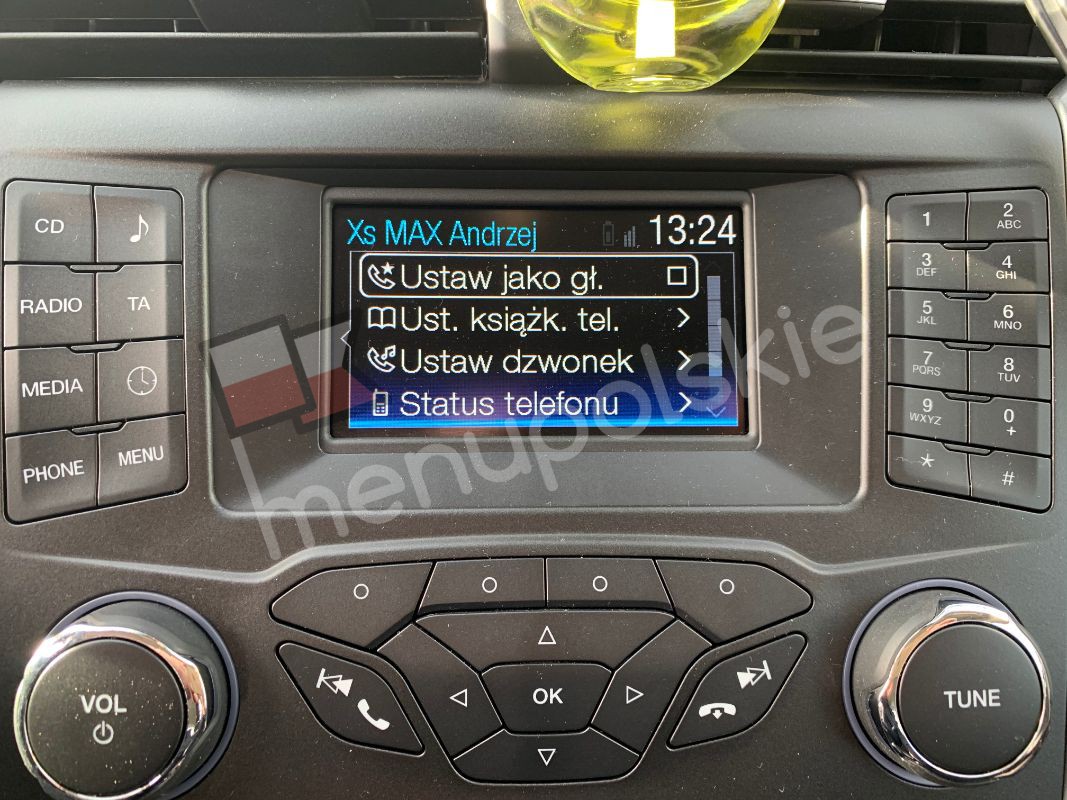 Xs MAX Andrzej 13:24
Ustaw jako gł.
Ust. książk. tel.
Ustaw dzwonek
Status telefonu
CD
RADIO TA
MEDIA
PHONE MENU
1 2 ABC
3 DEF 4 GHI
5 JKL 6 MNO
7 PQRS 8 TUV
9 WXYZ 0 +
* #
menupolskie
VOL
OK
TUNE